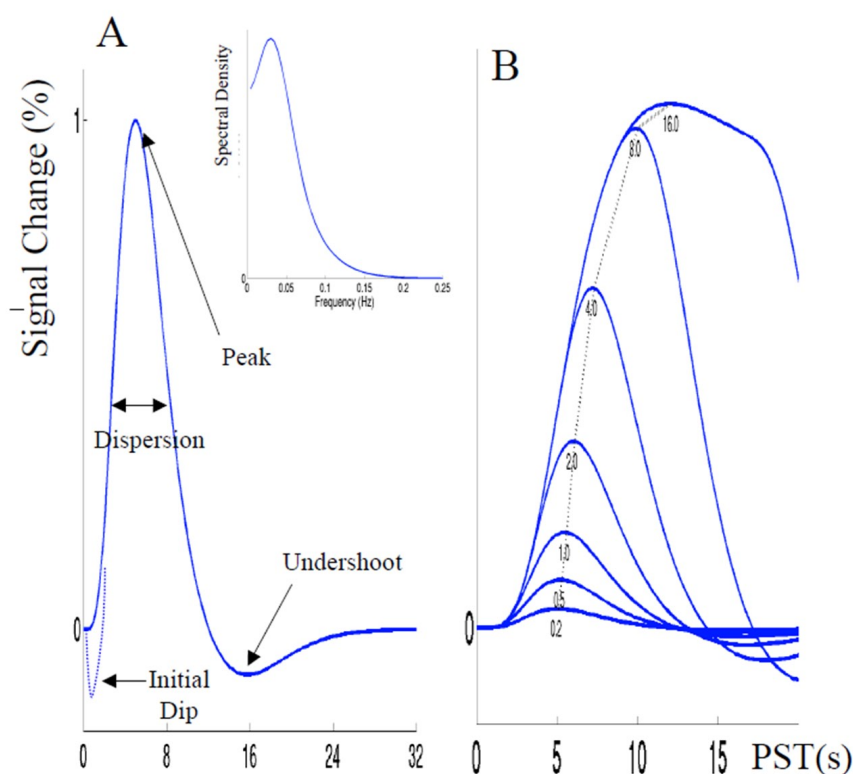 A
B
Signal Change (%)
1
0
Peak
Dispersion
Undershoot
Initial
Dip
0 8 16 24 32
Spectral Density
0
0 0.05 0.1 0.15 0.2 0.25
Frequency (Hz)
16.0
8.0
4.0
2.0
1.0
0.5
0.2
0
0 5 10 15 PST(s)